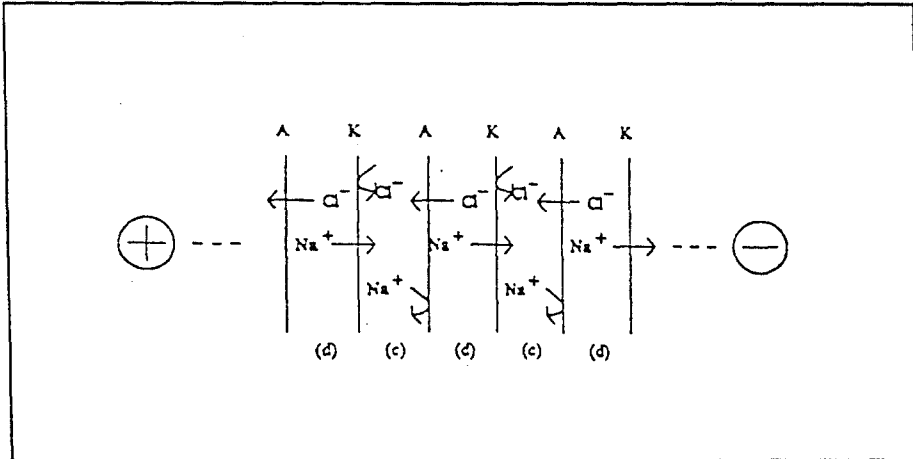 A K A K A K
Cl⁻ Cl⁻ Cl⁻ Cl⁻ Cl⁻
+ --- Na⁺ Na⁺ Na⁺ --- −
Na⁺ Na⁺
(d) (c) (d) (c) (d)